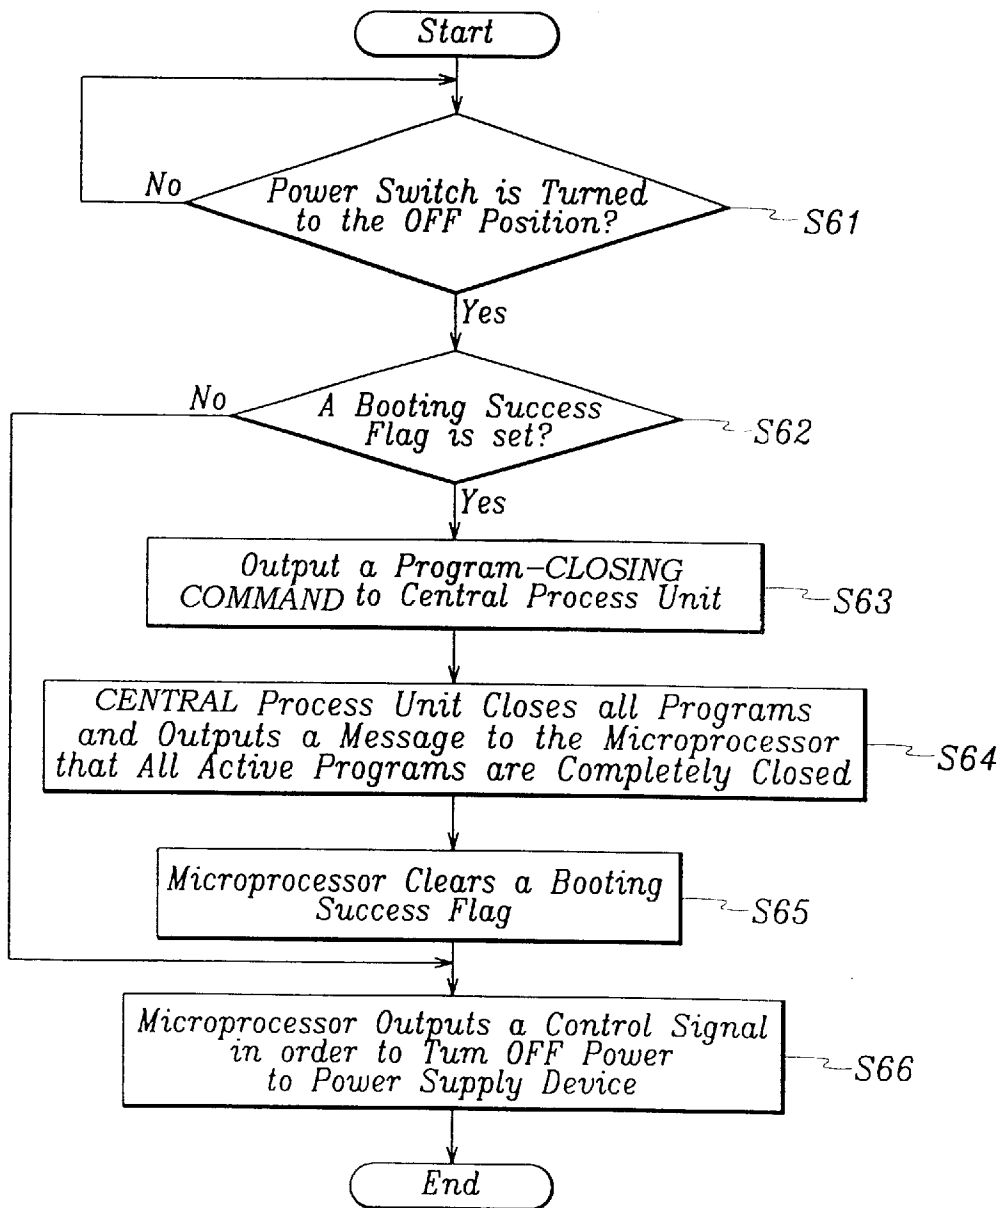 Start
No
Power Switch is Turned
to the OFF Position?
S61
Yes
No
A Booting Success
Flag is set?
S62
Yes
Output a Program-CLOSING
COMMAND to Central Process Unit
S63
CENTRAL Process Unit Closes all Programs
and Outputs a Message to the Microprocessor
that All Active Programs are Completely Closed
S64
Microprocessor Clears a Booting
Success Flag
S65
Microprocessor Outputs a Control Signal
in order to Tum OFF Power
to Power Supply Device
S66
End